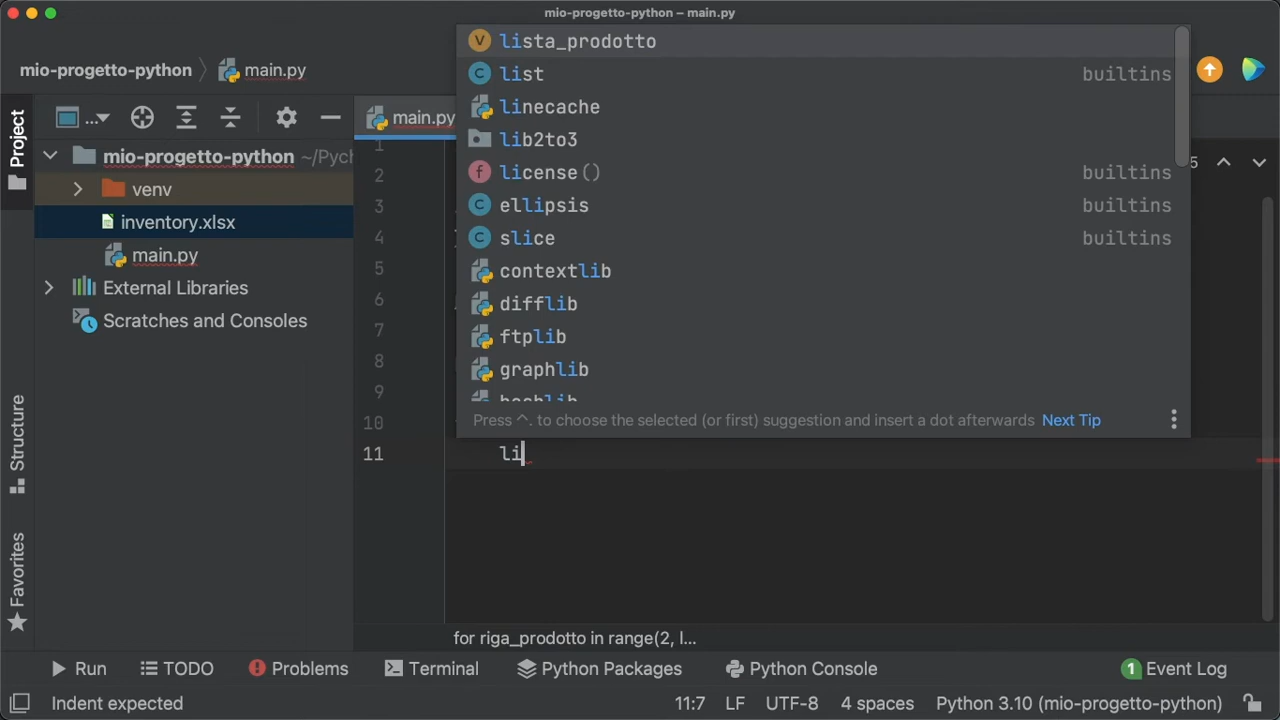 mio-progetto-python – main.py
mio-progetto-python main.py
lista_prodotto
list builtins
linecache
lib2to3
license() builtins
ellipsis builtins
slice builtins
contextlib
difflib
ftplib
graphlib
hashlib
Press ^. to choose the selected (or first) suggestion and insert a dot afterwards Next Tip
Project
...
main.py
5
mio-progetto-python ~/Pych
venv
inventory.xlsx
main.py
External Libraries
Scratches and Consoles
Structure
Favorites
1
2
3
4
5
6
7
8
9
10
11 li
for riga_prodotto in range(2, l...
Run TODO Problems Terminal Python Packages Python Console 1 Event Log
Indent expected 11:7 LF UTF-8 4 spaces Python 3.10 (mio-progetto-python)